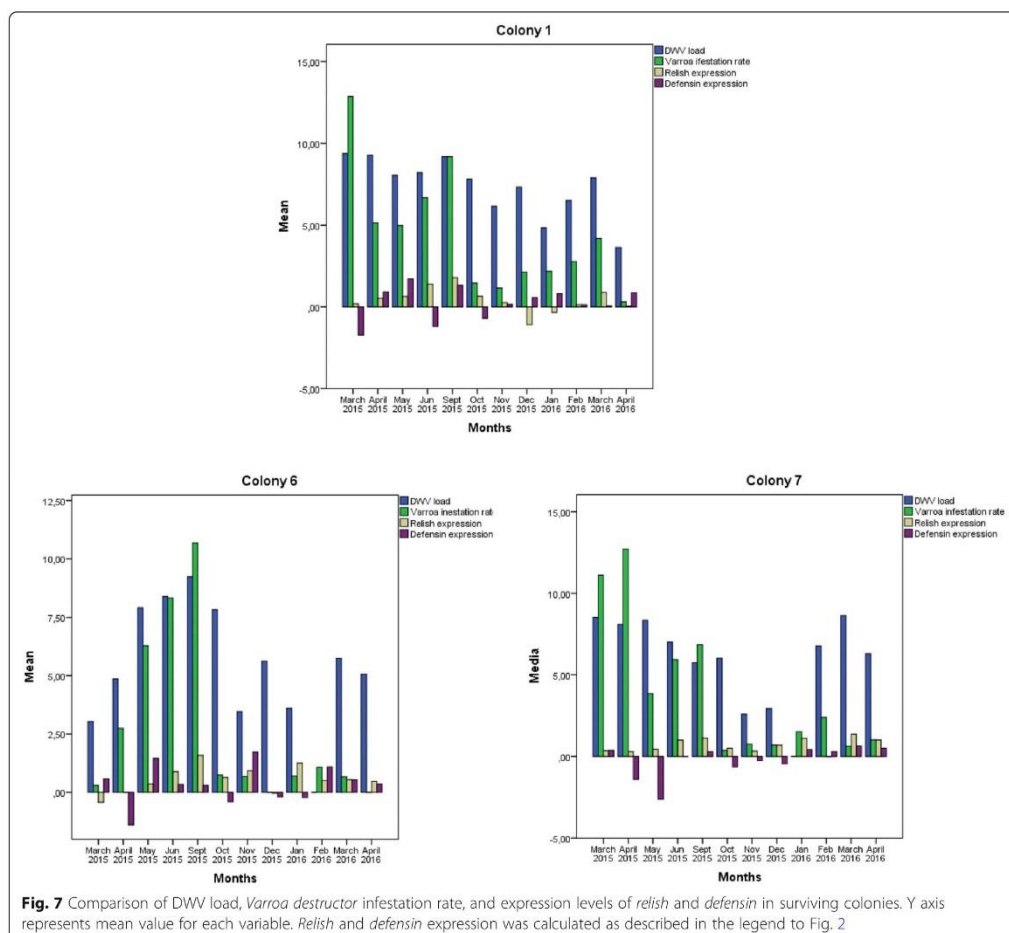 Colony 1
DWV load
Varroa ifestation rate
Relish expression
Defensin expression
15,00
10,00
5,00
,00
-5,00
Mean
March 2015
April 2015
May 2015
Jun 2015
Sept 2015
Oct 2015
Nov 2015
Dec 2015
Jan 2016
Feb 2016
March 2016
April 2016
Months
Colony 6
DWV load
Varroa inestation rate
Relish expression
Defensin expression
12,50
10,00
7,50
5,00
2,50
,00
Mean
March 2015
April 2015
May 2015
Jun 2015
Sept 2015
Oct 2015
Nov 2015
Dec 2015
Jan 2016
Feb 2016
March 2016
April 2016
Months
Colony 7
DWV load
Varroa infestation rate
Relish expression
Defensin expression
15,00
10,00
5,00
,00
-5,00
Media
March 2015
April 2015
May 2015
Jun 2015
Sept 2015
Oct 2015
Nov 2015
Dec 2015
Jan 2016
Feb 2016
March 2016
April 2016
Months
Fig. 7 Comparison of DWV load, Varroa destructor infestation rate, and expression levels of relish and defensin in surviving colonies. Y axis
represents mean value for each variable. Relish and defensin expression was calculated as described in the legend to Fig. 2